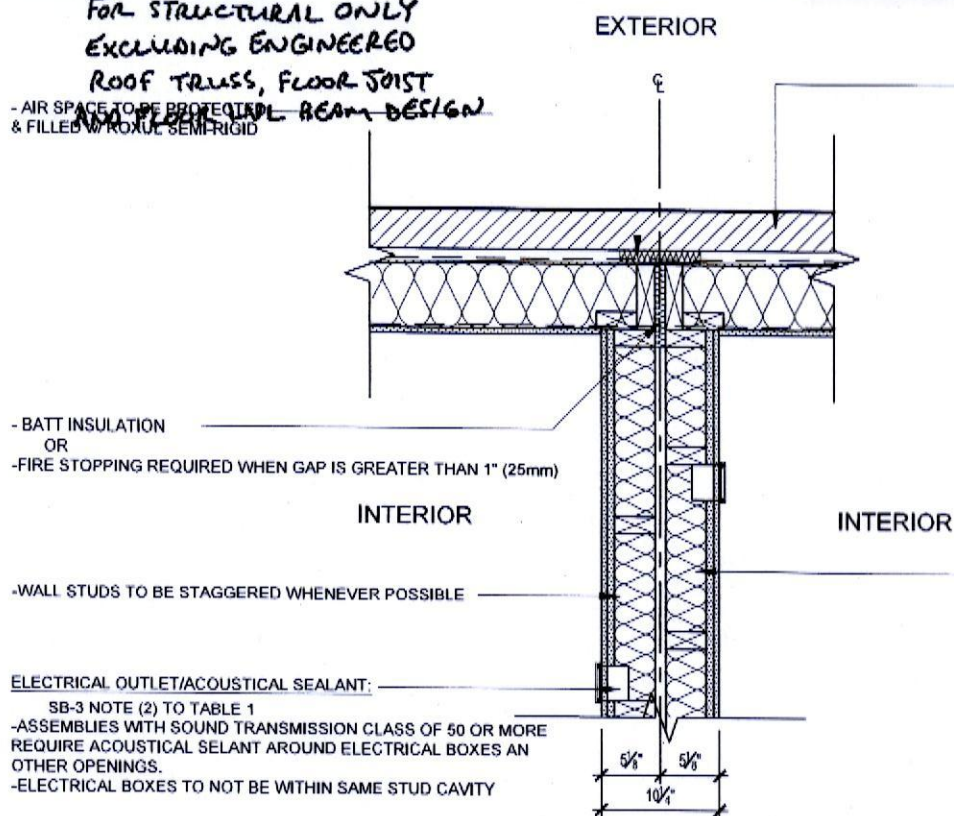 FOR STRUCTURAL ONLY
EXCLUDING ENGINEERED
ROOF TRUSS, FLOOR JOIST
AND FLOOR LVL BEAM DESIGN
EXTERIOR
℄
- AIR SPACE TO BE PROTECTED
& FILLED W/ ROXUL SEMI-RIGID
- BATT INSULATION
OR
-FIRE STOPPING REQUIRED WHEN GAP IS GREATER THAN 1" (25mm)
INTERIOR
INTERIOR
-WALL STUDS TO BE STAGGERED WHENEVER POSSIBLE
ELECTRICAL OUTLET/ACOUSTICAL SEALANT:
SB-3 NOTE (2) TO TABLE 1
-ASSEMBLIES WITH SOUND TRANSMISSION CLASS OF 50 OR MORE
REQUIRE ACOUSTICAL SELANT AROUND ELECTRICAL BOXES AN
OTHER OPENINGS.
-ELECTRICAL BOXES TO NOT BE WITHIN SAME STUD CAVITY
5⅛" 5⅛"
10¼"